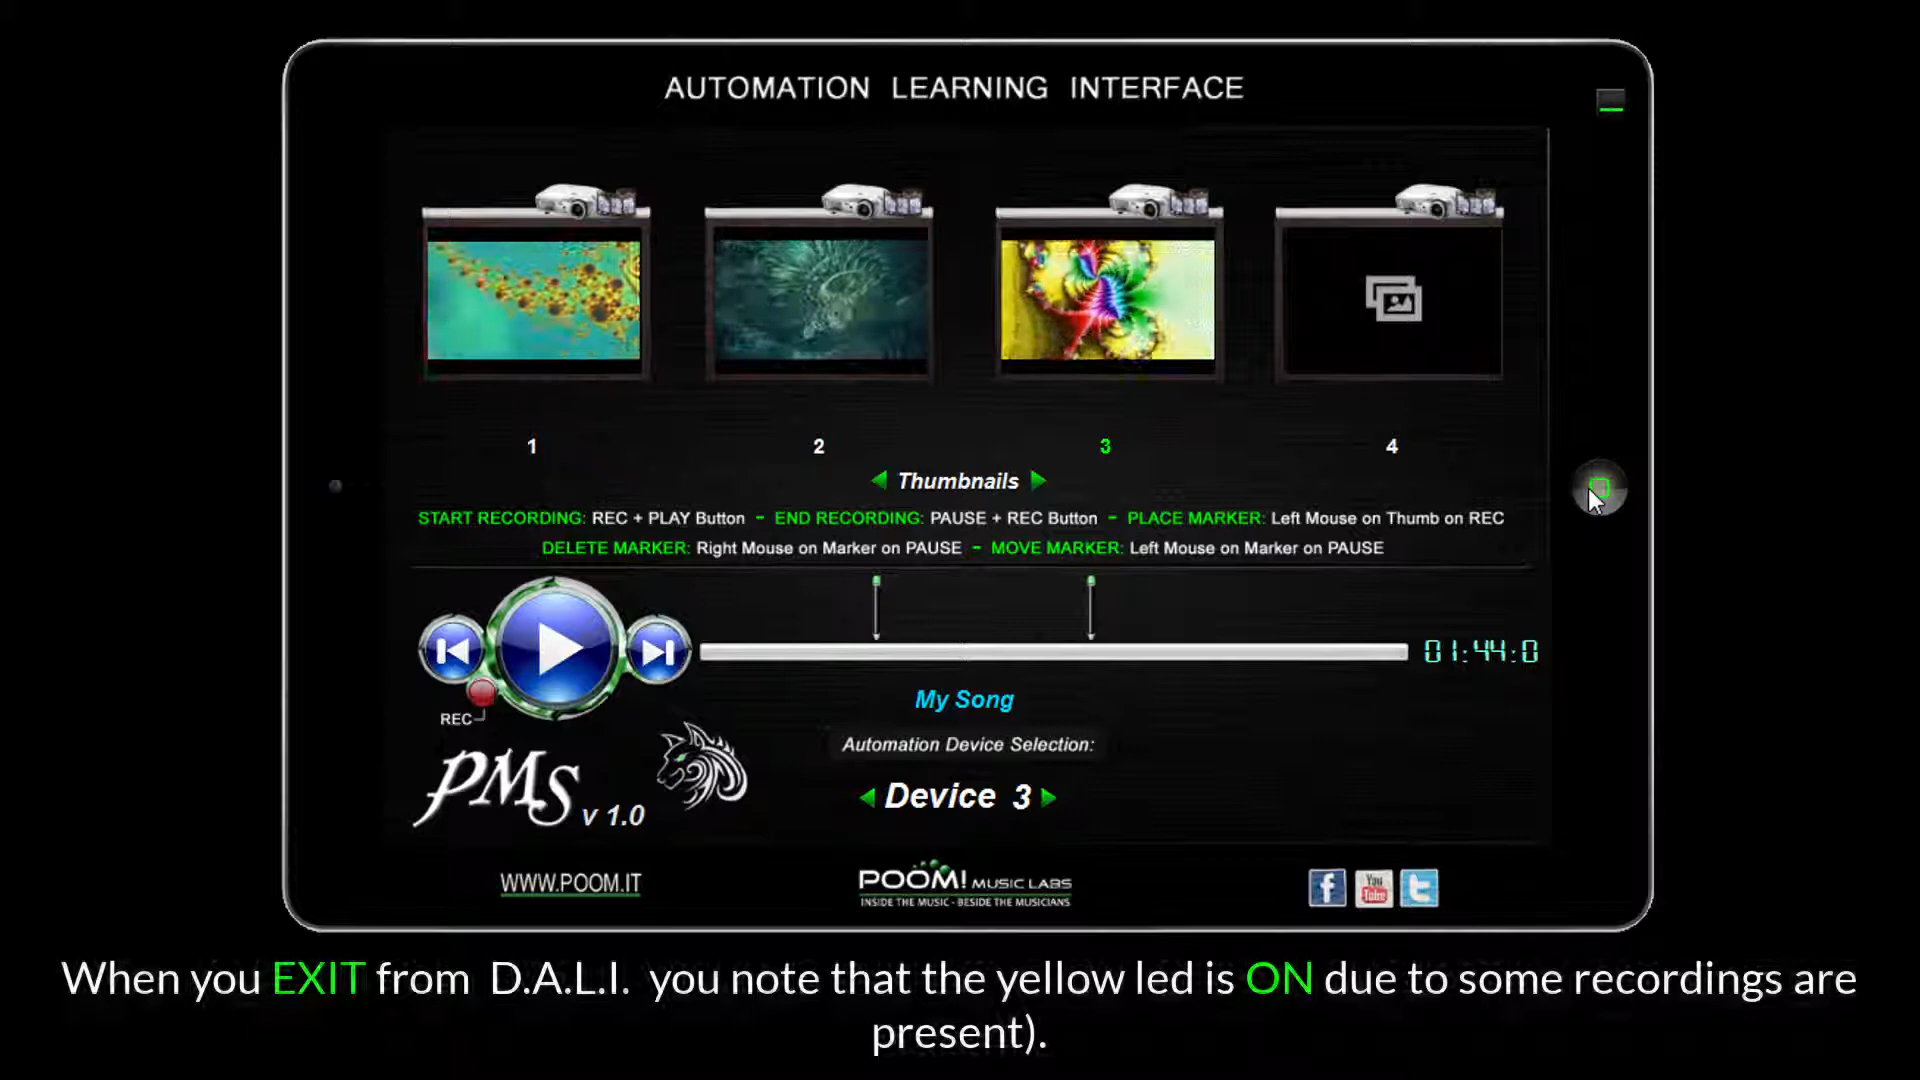 AUTOMATION LEARNING INTERFACE
1 2 3 4
Thumbnails
START RECORDING: REC + PLAY Button - END RECORDING: PAUSE + REC Button - PLACE MARKER: Left Mouse on Thumb on REC
DELETE MARKER: Right Mouse on Marker on PAUSE - MOVE MARKER: Left Mouse on Marker on PAUSE
01:44:0
REC
My Song
Automation Device Selection:
PMS v 1.0
Device 3
WWW.POOM.IT
POOM! MUSIC LABS
INSIDE THE MUSIC - BESIDE THE MUSICIANS
f You Tube t
When you EXIT from D.A.L.I. you note that the yellow led is ON due to some recordings are
present).